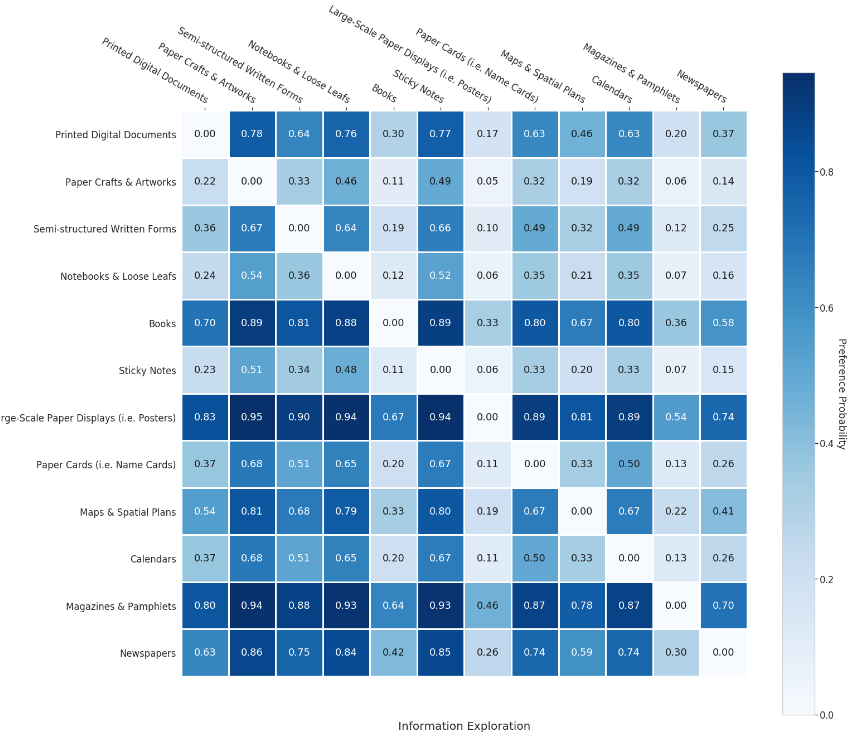 Printed Digital Documents
Paper Crafts & Artworks
Semi-structured Written Forms
Notebooks & Loose Leafs
Books
Sticky Notes
Large-Scale Paper Displays (i.e. Posters)
Paper Cards (i.e. Name Cards)
Maps & Spatial Plans
Calendars
Magazines & Pamphlets
Newspapers
Printed Digital Documents 0.00 0.78 0.64 0.76 0.30 0.77 0.17 0.63 0.46 0.63 0.20 0.37
Paper Crafts & Artworks 0.22 0.00 0.33 0.46 0.11 0.49 0.05 0.32 0.19 0.32 0.06 0.14
Semi-structured Written Forms 0.36 0.67 0.00 0.64 0.19 0.66 0.10 0.49 0.32 0.49 0.12 0.25
Notebooks & Loose Leafs 0.24 0.54 0.36 0.00 0.12 0.52 0.06 0.35 0.21 0.35 0.07 0.16
Books 0.70 0.89 0.81 0.88 0.00 0.89 0.33 0.80 0.67 0.80 0.36 0.58
Sticky Notes 0.23 0.51 0.34 0.48 0.11 0.00 0.06 0.33 0.20 0.33 0.07 0.15
rge-Scale Paper Displays (i.e. Posters) 0.83 0.95 0.90 0.94 0.67 0.94 0.00 0.89 0.81 0.89 0.54 0.74
Paper Cards (i.e. Name Cards) 0.37 0.68 0.51 0.65 0.20 0.67 0.11 0.00 0.33 0.50 0.13 0.26
Maps & Spatial Plans 0.54 0.81 0.68 0.79 0.33 0.80 0.19 0.67 0.00 0.67 0.22 0.41
Calendars 0.37 0.68 0.51 0.65 0.20 0.67 0.11 0.50 0.33 0.00 0.13 0.26
Magazines & Pamphlets 0.80 0.94 0.88 0.93 0.64 0.93 0.46 0.87 0.78 0.87 0.00 0.70
Newspapers 0.63 0.86 0.75 0.84 0.42 0.85 0.26 0.74 0.59 0.74 0.30 0.00
Information Exploration
0.8
0.6
0.4
0.2
0.0
Preference Probability